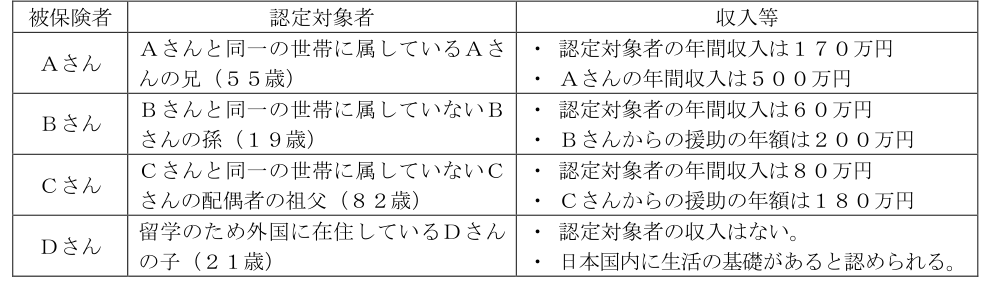 被保険者 認定対象者 収入等
Aさん Aさんと同一の世帯に属しているAさ ・ 認定対象者の年間収入は170万円
んの兄(55歳) ・ Aさんの年間収入は500万円
Bさん Bさんと同一の世帯に属していないB ・ 認定対象者の年間収入は60万円
さんの孫(19歳) ・ Bさんからの援助の年額は200万円
Cさん Cさんと同一の世帯に属していないC ・ 認定対象者の年間収入は80万円
さんの配偶者の祖父(82歳) ・ Cさんからの援助の年額は180万円
Dさん 留学のため外国に在住しているDさん ・ 認定対象者の収入はない。
の子(21歳) ・ 日本国内に生活の基礎があると認められる。